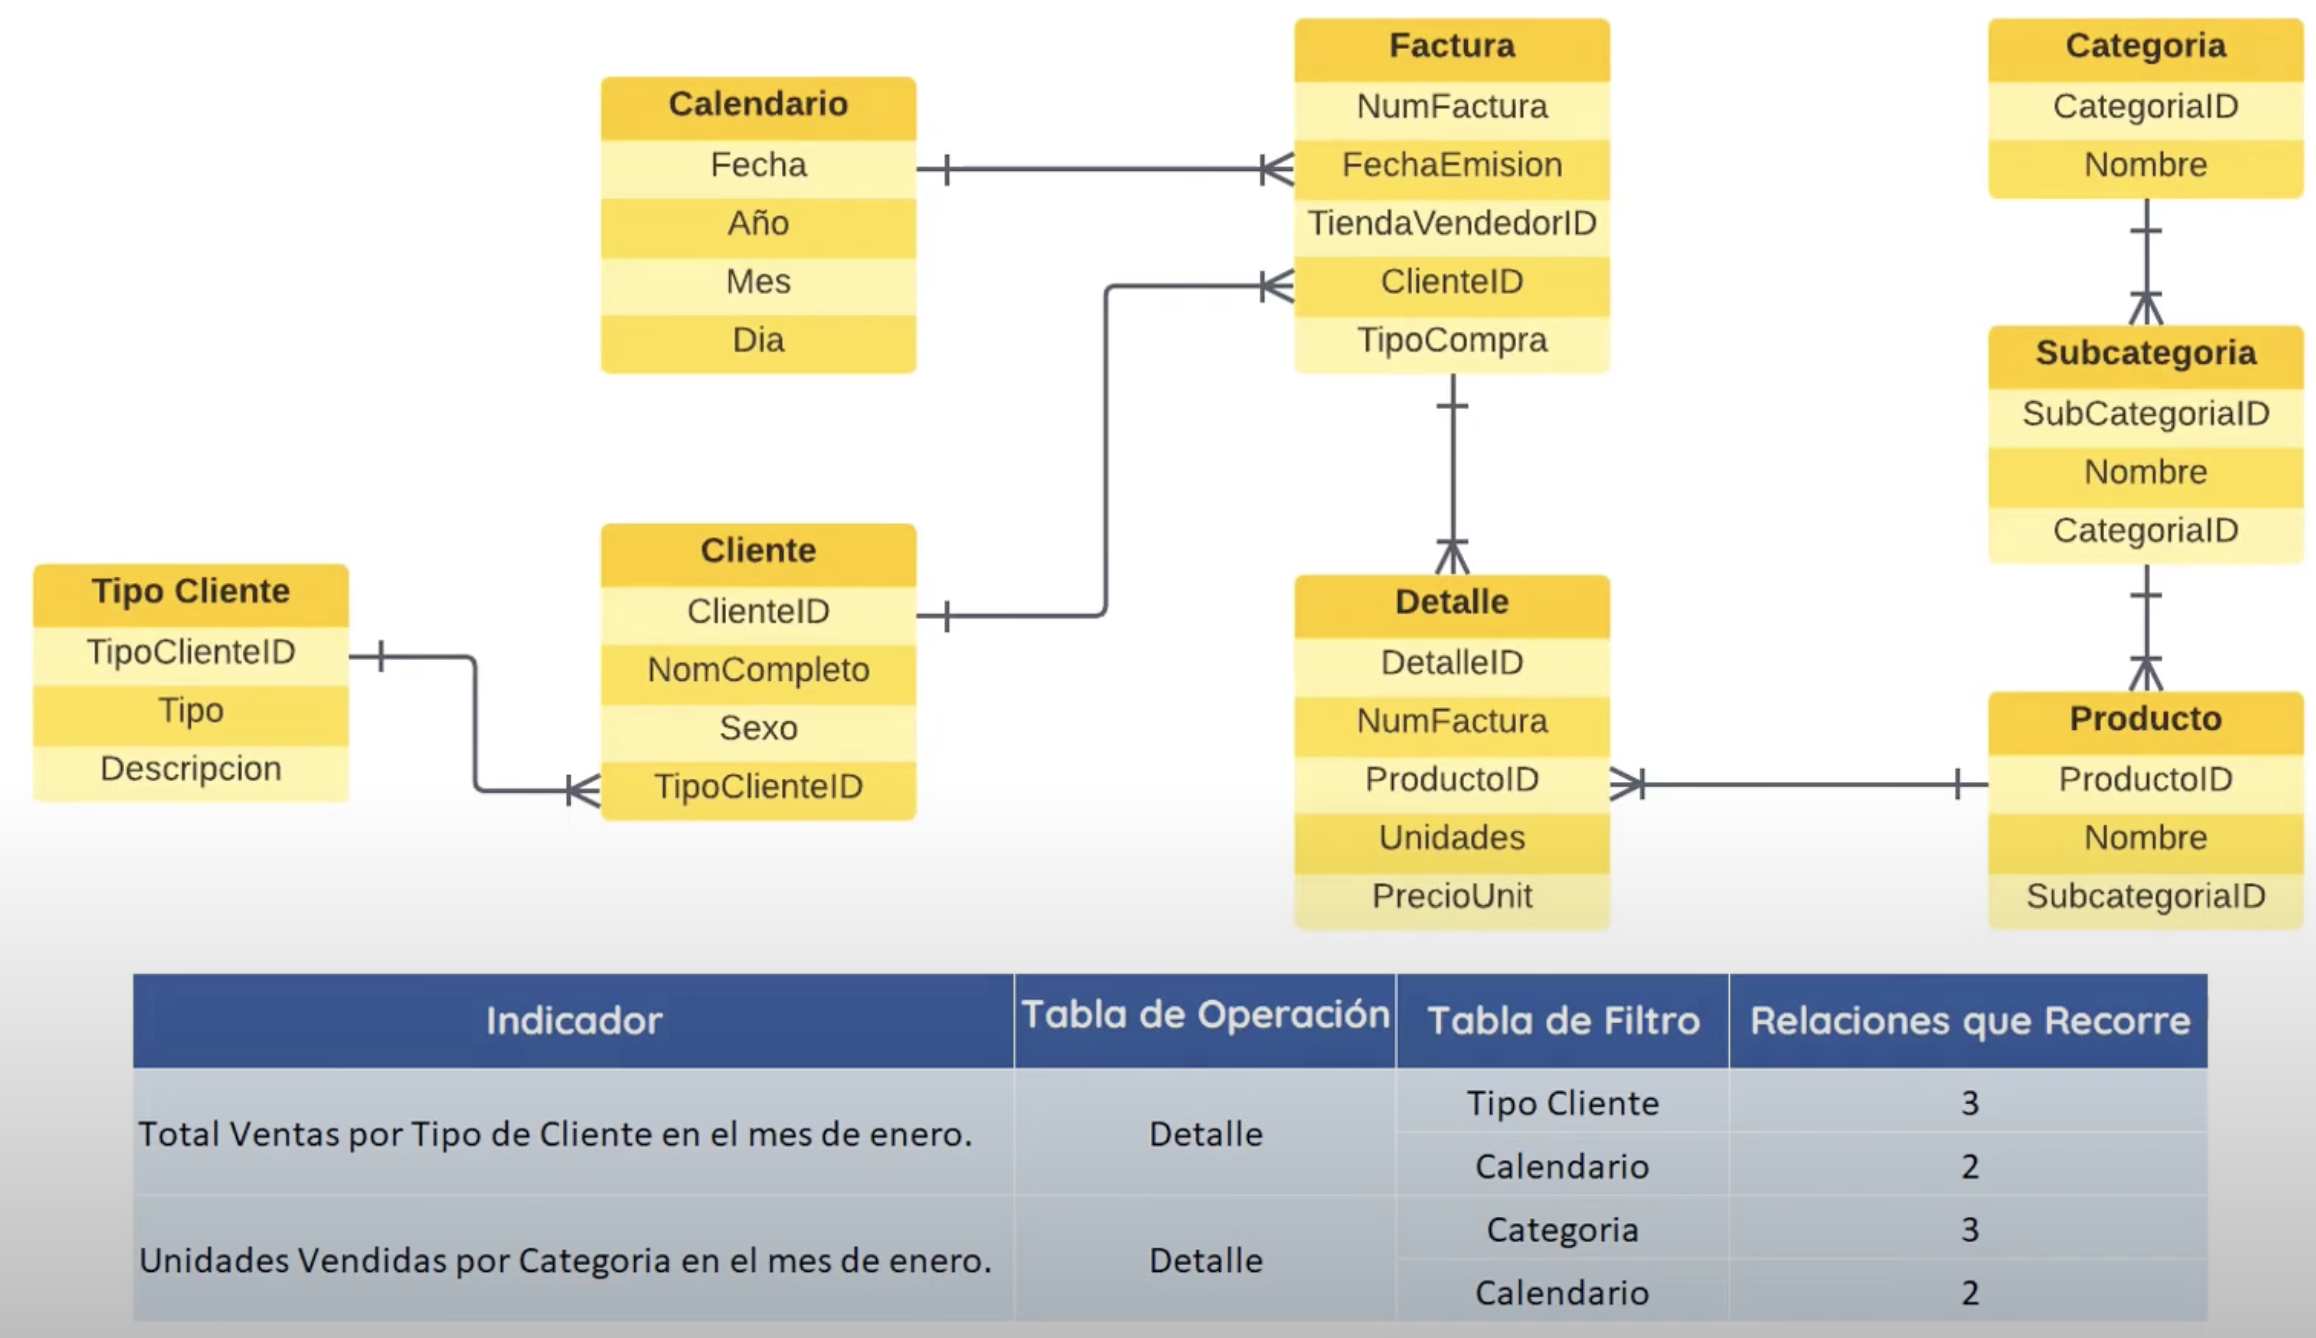 Calendario
Fecha
Año
Mes
Dia
Factura
NumFactura
FechaEmision
TiendaVendedorID
ClienteID
TipoCompra
Categoria
CategoriaID
Nombre
Subcategoria
SubCategoriaID
Nombre
CategoriaID
Tipo Cliente
TipoClienteID
Tipo
Descripcion
Cliente
ClienteID
NomCompleto
Sexo
TipoClienteID
Detalle
DetalleID
NumFactura
ProductoID
Unidades
PrecioUnit
Producto
ProductoID
Nombre
SubcategoriaID
Indicador Tabla de Operación Tabla de Filtro Relaciones que Recorre
Total Ventas por Tipo de Cliente en el mes de enero. Detalle
Tipo Cliente 3
Calendario 2
Unidades Vendidas por Categoria en el mes de enero. Detalle
Categoria 3
Calendario 2